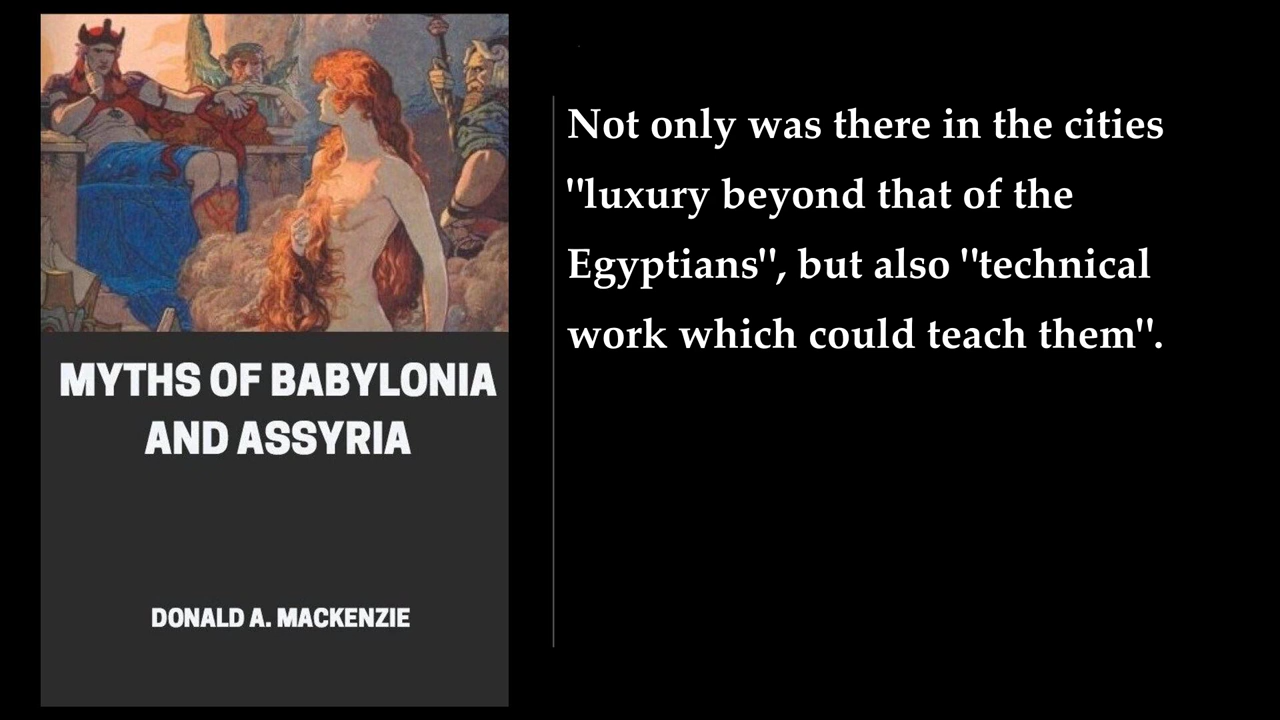 MYTHS OF BABYLONIA
AND ASSYRIA
DONALD A. MACKENZIE
Not only was there in the cities
"luxury beyond that of the
Egyptians", but also "technical
work which could teach them".